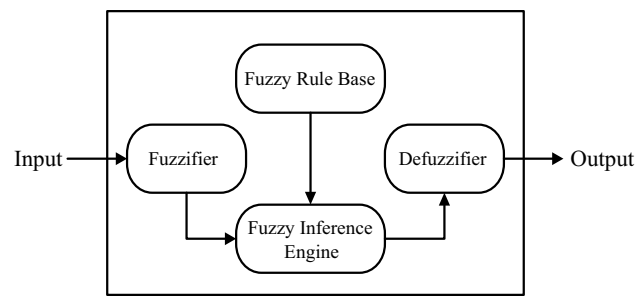 Fuzzy Rule Base
Input
Fuzzifier
Defuzzifier
Output
Fuzzy Inference
Engine